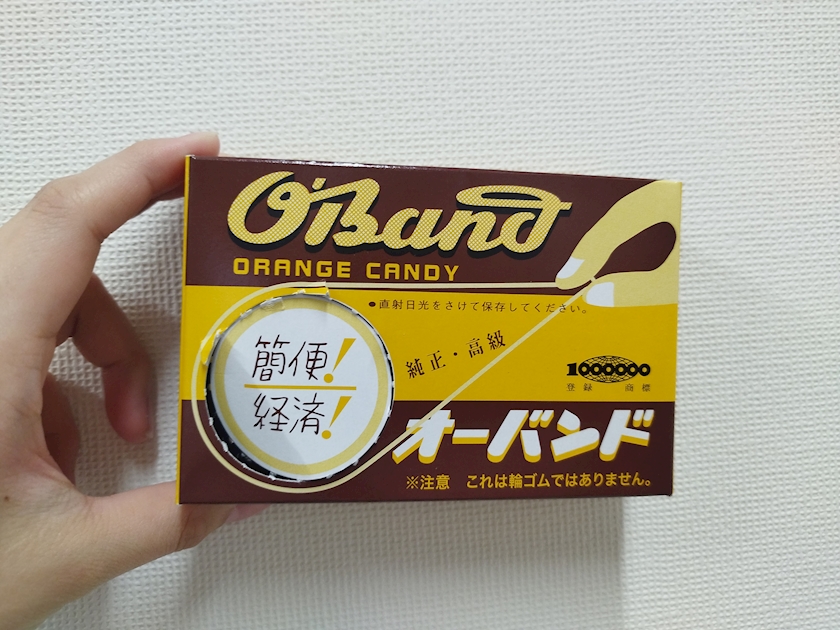 O'Band
ORANGE CANDY
●直射日光をさけて保存してください。
簡便!
経済!
純正・高級
1000000
登録 商標
オーバンド
※注意 これは輪ゴムではありません。